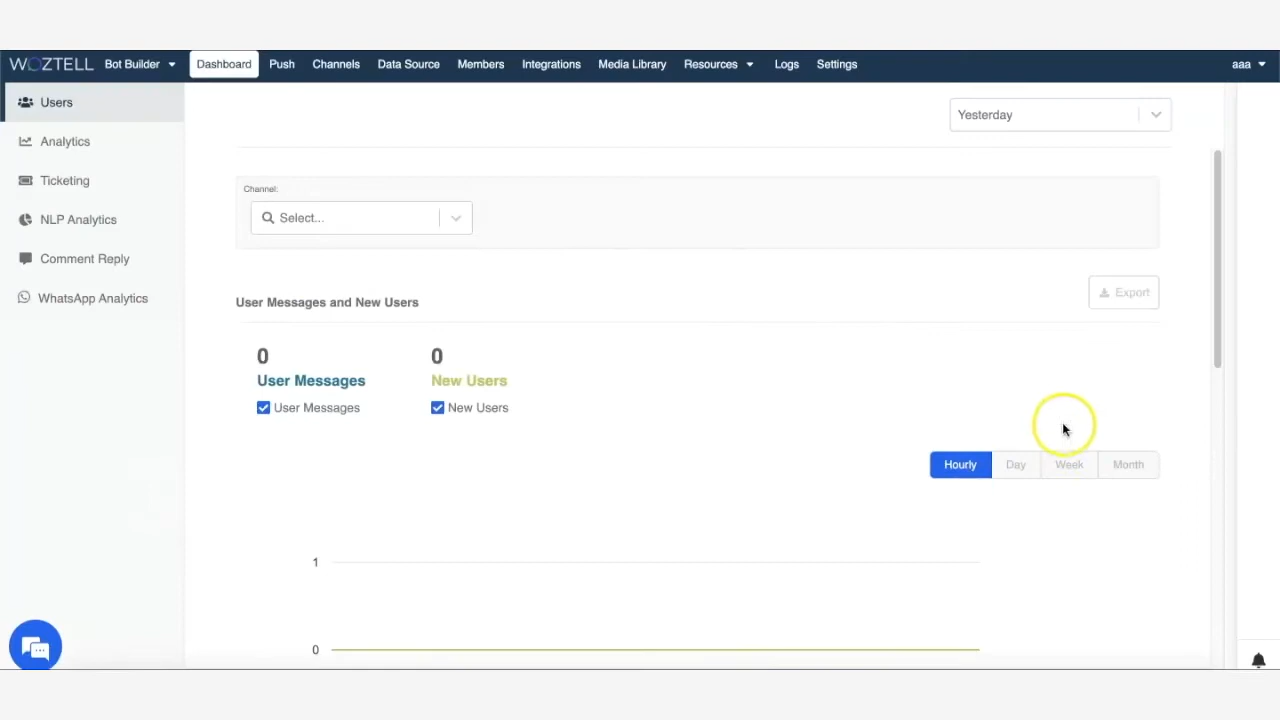 WOZTELL Bot Builder Dashboard Push Channels Data Source Members Integrations Media Library Resources Logs Settings aaa
Users
Analytics
Ticketing
NLP Analytics
Comment Reply
WhatsApp Analytics
Yesterday
Channel:
Select...
User Messages and New Users
Export
0 0
User Messages New Users
User Messages New Users
Hourly Day Week Month
1
0